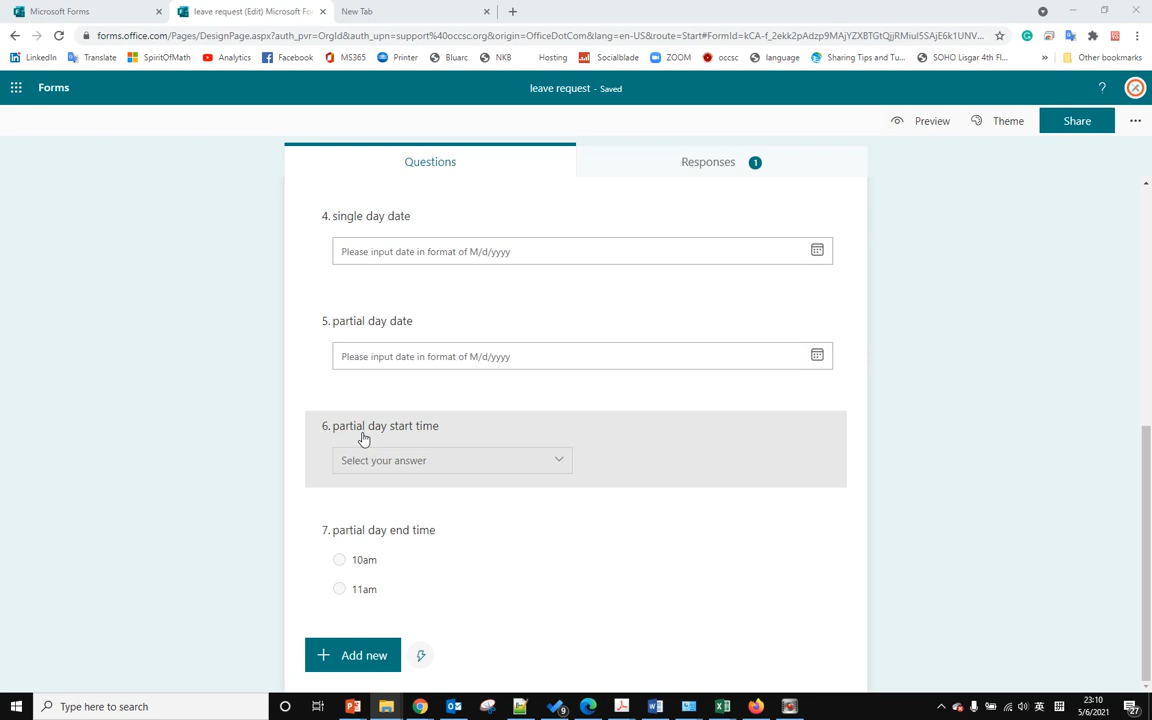 Microsoft Forms
leave request (Edit) Microsoft Fo
New Tab
forms.office.com/Pages/DesignPage.aspx?auth_pvr=OrgId&auth_upn=support%40occsc.org&origin=OfficeDotCom&lang=en-US&route=Start#FormId=kCA-f_2ekk2pAdzp9MAjYZXBTGtQjjRMiul5SAjE6k1UNV...
LinkedIn Translate SpiritOfMath Analytics Facebook MS365 Printer Bluarc NKB Hosting Socialblade ZOOM occsc language Sharing Tips and Tu... SOHO Lisgar 4th Fl... » Other bookmarks
Forms
leave request - Saved
?
Preview Theme Share ...
Questions
Responses 1
4. single day date
Please input date in format of M/d/yyyy
5. partial day date
Please input date in format of M/d/yyyy
6. partial day start time
Select your answer
7. partial day end time
10am
11am
+ Add new
Type here to search
英
拼
23:10
5/6/2021
27
9